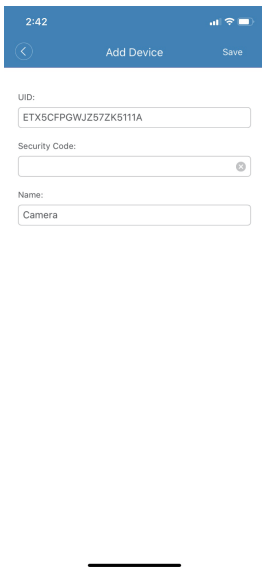 2:42
Add Device
Save
UID:
ETX5CFPGWJZ57ZK5111A
Security Code:
Name:
Camera